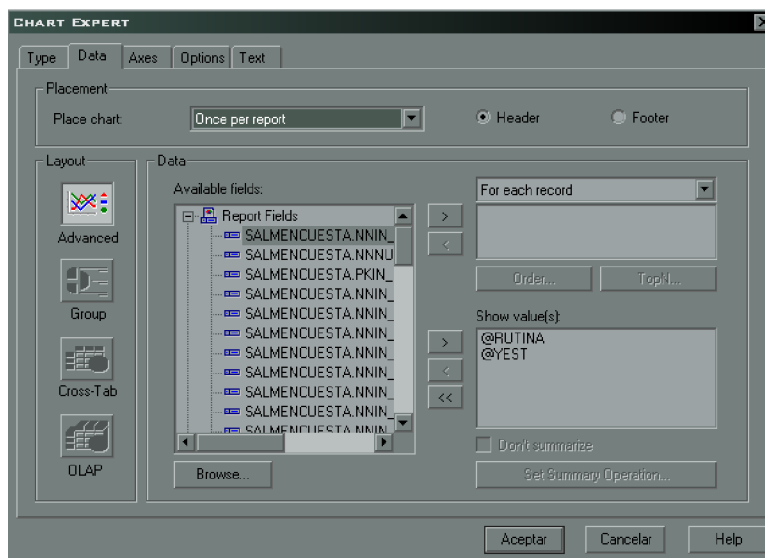 CHART EXPERT
Type Data Axes Options Text
Placement
Place chart: Once per report Header Footer
Layout
Data
Advanced
Group
Cross-Tab
OLAP
Available fields:
Report Fields
SALMENCUESTA.NNIN_
SALMENCUESTA.NNNU
SALMENCUESTA.PKIN_
SALMENCUESTA.NNIN_
SALMENCUESTA.NNIN_
SALMENCUESTA.NNIN_
SALMENCUESTA.NNIN_
SALMENCUESTA.NNIN_
SALMENCUESTA.NNIN_
SALMENCUESTA.NNIN_
SALMENCUESTA.NNIN_
Browse...
>
<
>
<
<<
For each record
Order... TopN...
Show value(s):
@RUTINA
@YEST
Don't summarize
Set Summary Operation...
Aceptar Cancelar Help